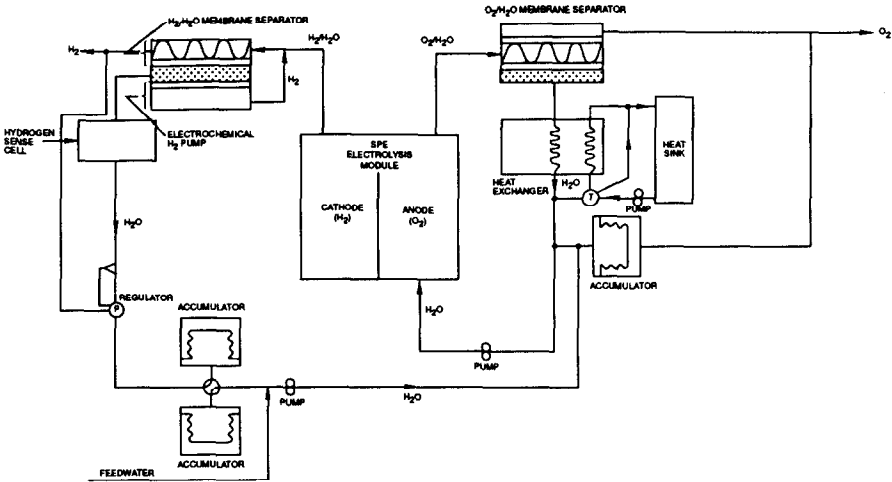 H₂/H₂O MEMBRANE SEPARATOR
O₂/H₂O MEMBRANE SEPARATOR
H₂
H₂/H₂O
O₂/H₂O
O₂
H₂
HYDROGEN
SENSE
CELL
ELECTROCHEMICAL
H₂ PUMP
SPE
ELECTROLYSIS
MODULE
CATHODE
(H₂)
ANODE
(O₂)
HEAT
EXCHANGER
H₂O
T
HEAT
SINK
PUMP
H₂O
ACCUMULATOR
REGULATOR
P
ACCUMULATOR
H₂O
PUMP
PUMP
H₂O
ACCUMULATOR
FEEDWATER